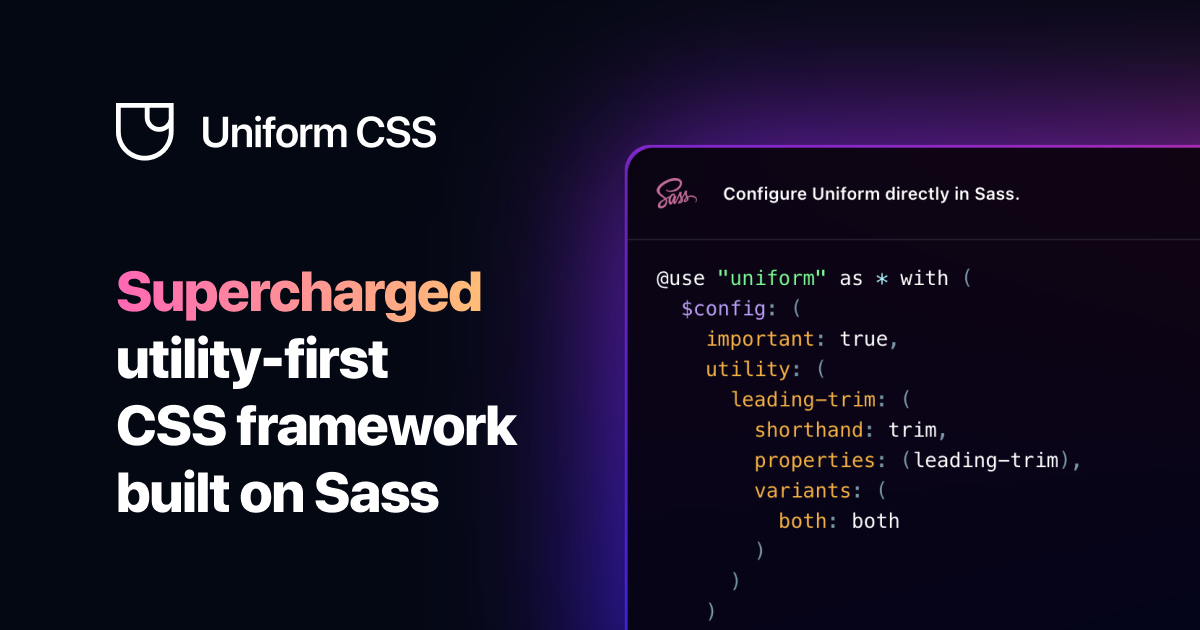 Uniform CSS
Supercharged
utility-first
CSS framework
built on Sass
Sass
Configure Uniform directly in Sass.
@use "uniform" as * with (
  $config: (
    important: true,
    utility: (
      leading-trim: (
        shorthand: trim,
        properties: (leading-trim),
        variants: (
          both: both
        )
      )
    )